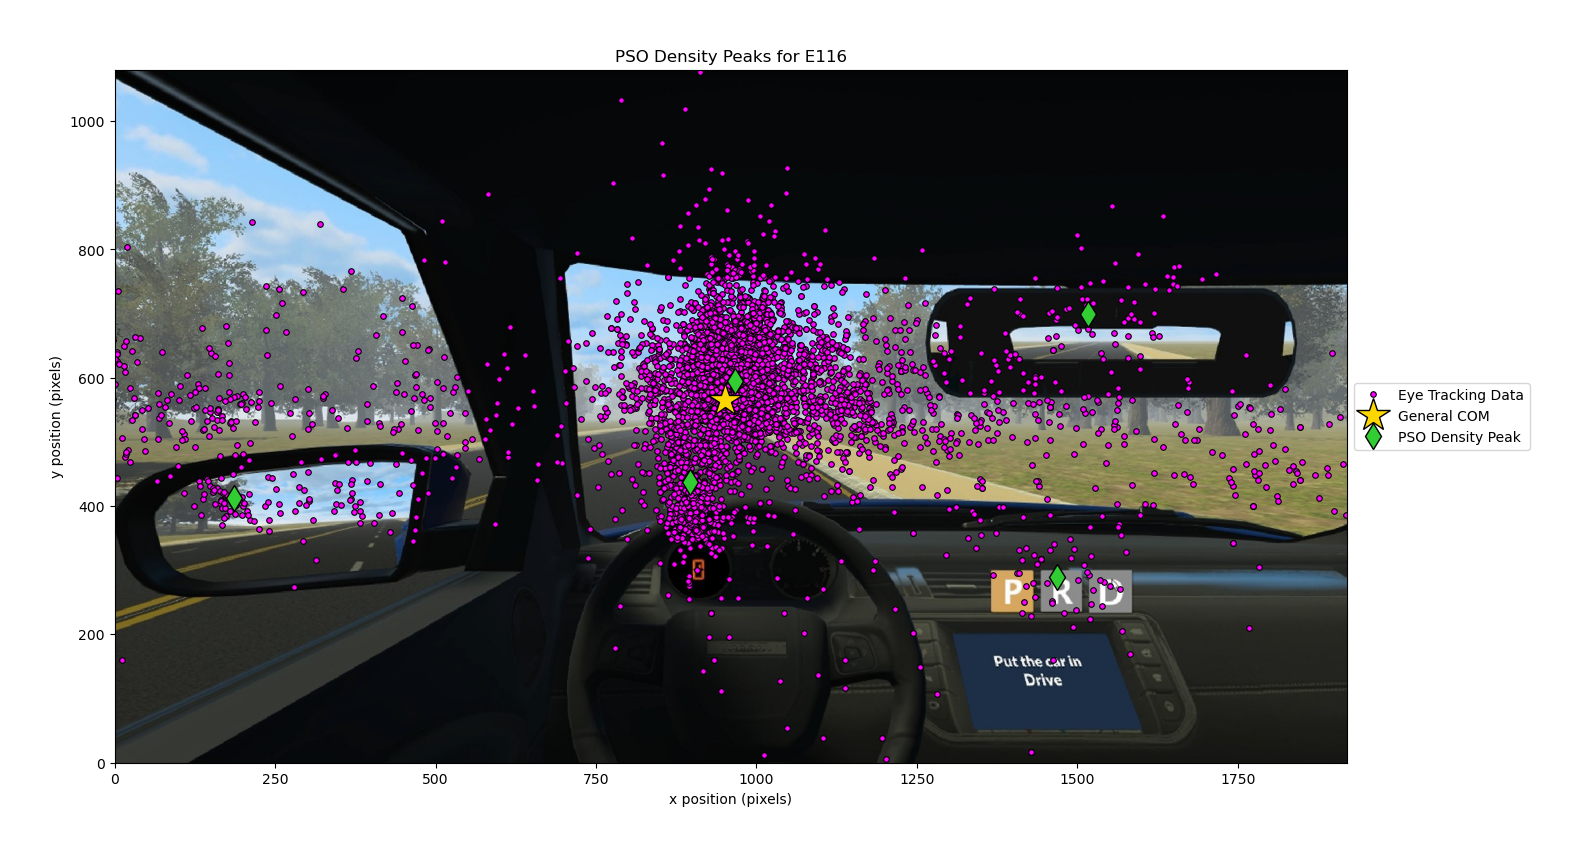 PSO Density Peaks for E116
1000
800
600
400
200
0
y position (pixels)
0 250 500 750 1000 1250 1500 1750
x position (pixels)
Eye Tracking Data
General COM
PSO Density Peak
P R D
Put the car in
Drive